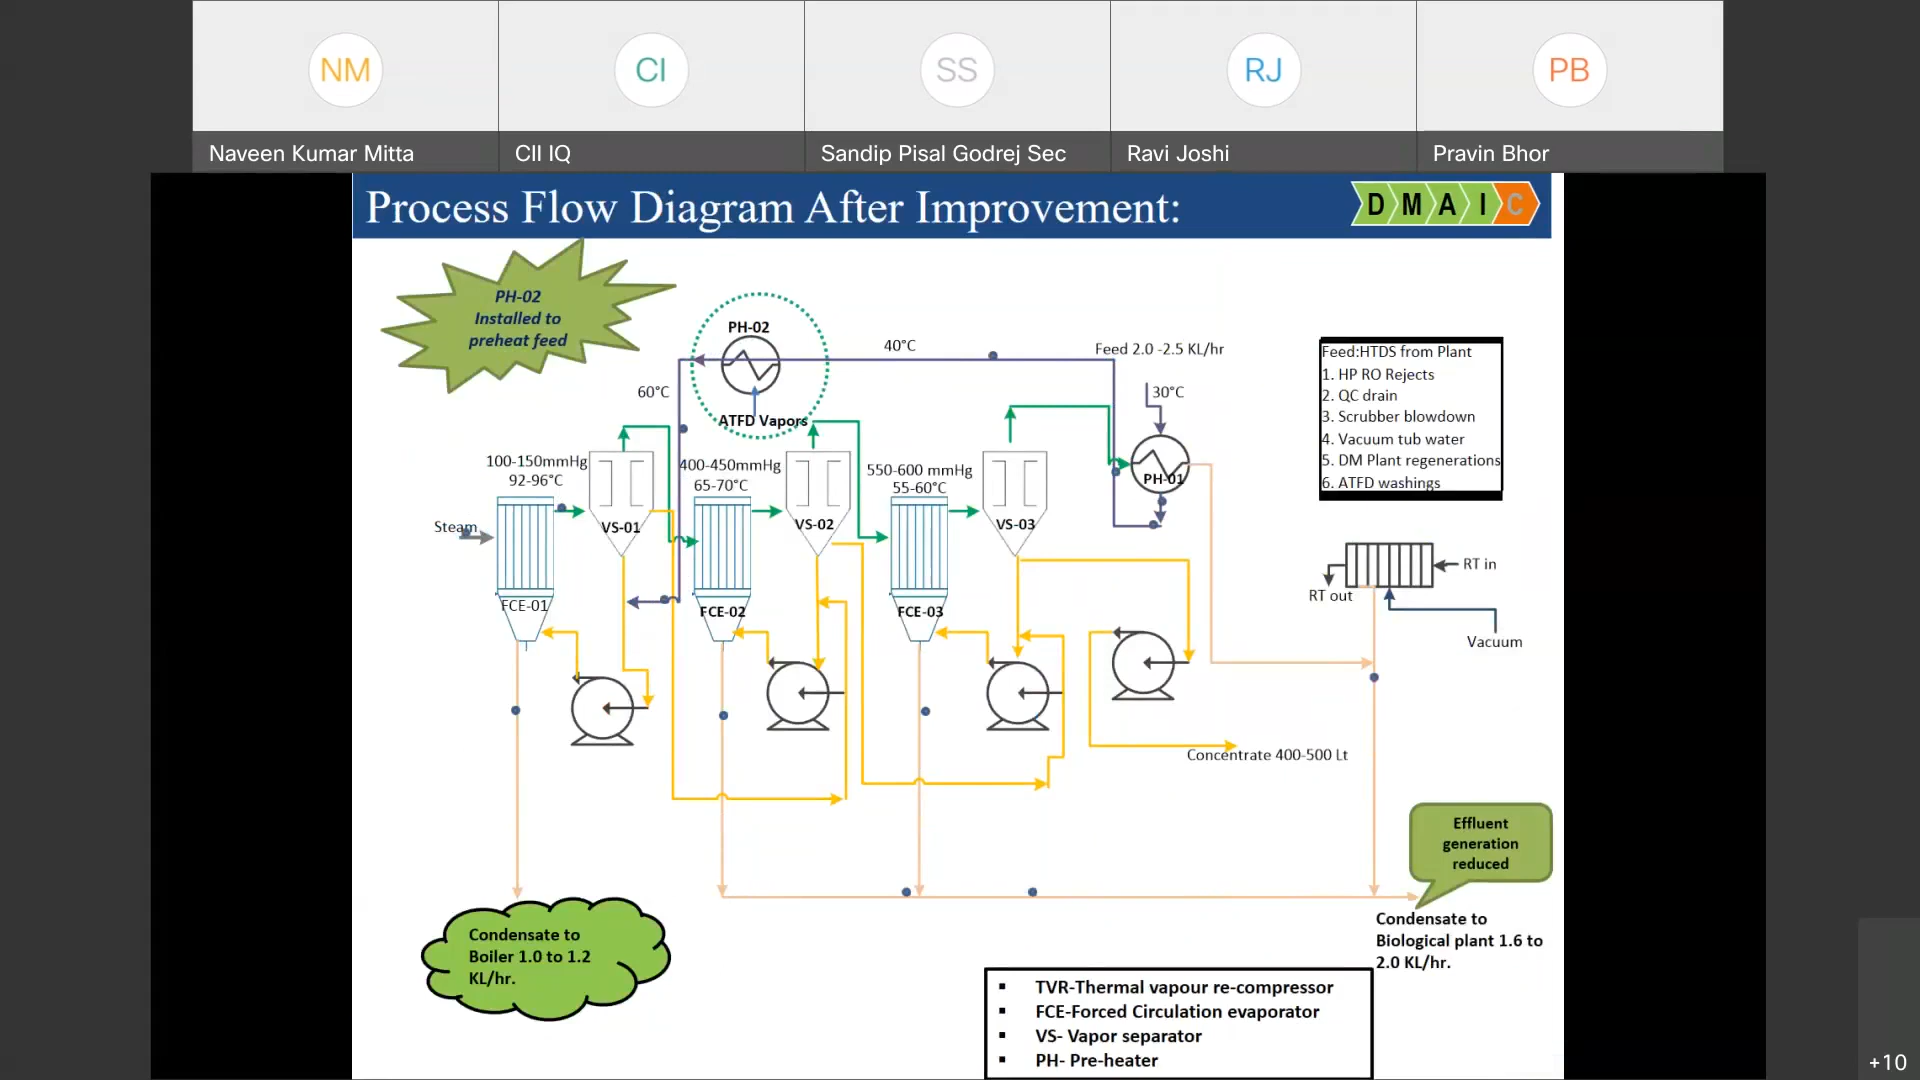 NM
CI
SS
RJ
PB
Naveen Kumar Mitta
CII IQ
Sandip Pisal Godrej Sec
Ravi Joshi
Pravin Bhor
Process Flow Diagram After Improvement:
D M A I C
PH-02
Installed to
preheat feed
PH-02
40°C
Feed 2.0 -2.5 KL/hr
60°C
30°C
ATFD Vapors
Feed:HTDS from Plant
1. HP RO Rejects
2. QC drain
3. Scrubber blowdown
4. Vacuum tub water
5. DM Plant regenerations
6. ATFD washings
100-150mmHg
92-96°C
400-450mmHg
65-70°C
550-600 mmHg
55-60°C
PH-01
Steam
VS-01
VS-02
VS-03
FCE-01
FCE-02
FCE-03
RT in
RT out
Vacuum
Concentrate 400-500 Lt
Effluent
generation
reduced
Condensate to
Boiler 1.0 to 1.2
KL/hr.
Condensate to
Biological plant 1.6 to
2.0 KL/hr.
▪ TVR-Thermal vapour re-compressor
▪ FCE-Forced Circulation evaporator
▪ VS- Vapor separator
▪ PH- Pre-heater
+10